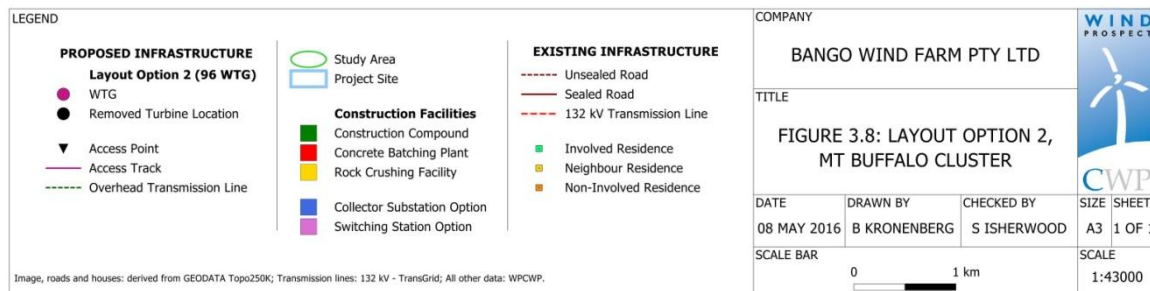 LEGEND
PROPOSED INFRASTRUCTURE
Layout Option 2 (96 WTG)
WTG
Removed Turbine Location
Access Point
Access Track
Overhead Transmission Line
Study Area
Project Site
Construction Facilities
Construction Compound
Concrete Batching Plant
Rock Crushing Facility
Collector Substation Option
Switching Station Option
EXISTING INFRASTRUCTURE
Unsealed Road
Sealed Road
132 kV Transmission Line
Involved Residence
Neighbour Residence
Non-Involved Residence
Image, roads and houses: derived from GEODATA Topo250K; Transmission lines: 132 kV - TransGrid; All other data: WPCWP.
COMPANY
BANGO WIND FARM PTY LTD
TITLE
FIGURE 3.8: LAYOUT OPTION 2,
MT BUFFALO CLUSTER
DATE
08 MAY 2016
DRAWN BY
B KRONENBERG
CHECKED BY
S ISHERWOOD
SIZE
A3
SHEET
1 OF
SCALE BAR
0 1 km
SCALE
1:43000
WIND
PROSPECT
CWP